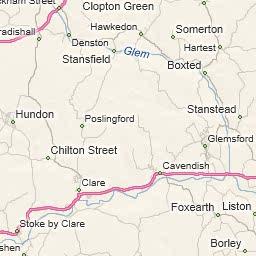 Clopton Green
Hawkedon
Somerton
Denston
Glem
Hartest
Stansfield
Boxted
Stanstead
Hundon
Poslingford
Glemsford
Chilton Street
Cavendish
Clare
Foxearth
Liston
Stoke by Clare
Borley